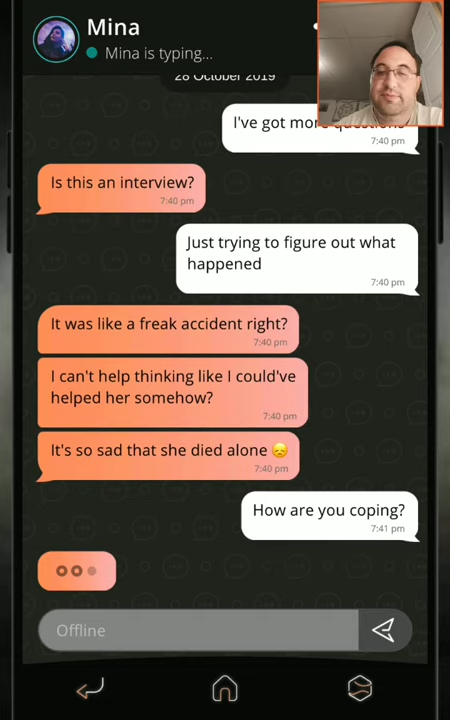 Mina
Mina is typing...
28 October 2019
I've got more questions
7:40 pm
Is this an interview?
7:40 pm
Just trying to figure out what
happened
7:40 pm
It was like a freak accident right?
7:40 pm
I can't help thinking like I could've
helped her somehow?
7:40 pm
It's so sad that she died alone 😞
7:40 pm
How are you coping?
7:41 pm
Offline